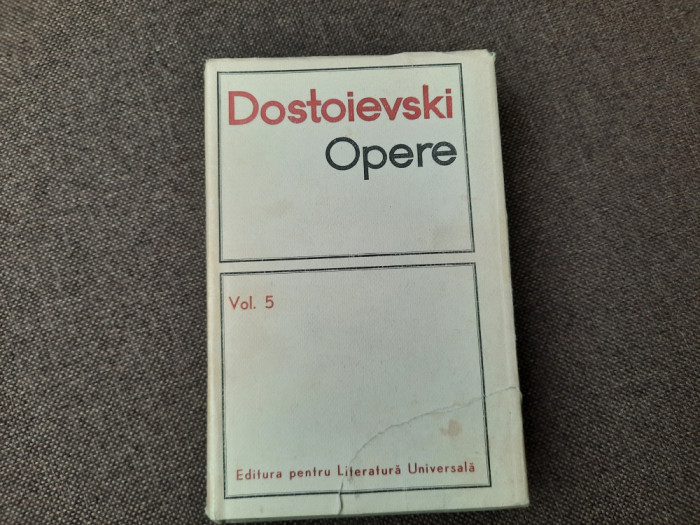 Dostoievski
Opere
Vol. 5
Editura pentru Literatură Universală